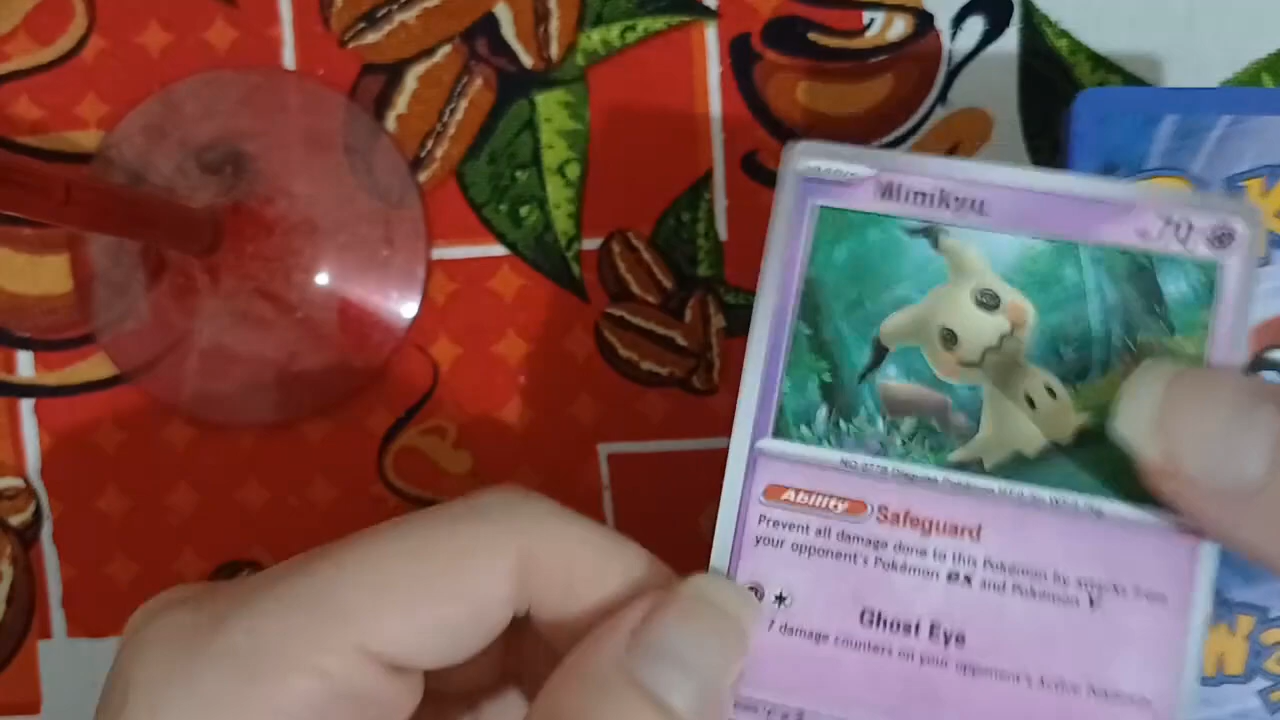 Mimikyu
70
Ability Safeguard
Prevent all damage done to this Pokémon by attacks from
your opponent's Pokémon ex and Pokémon V
Ghost Eye
7 damage counters on your opponent's Active Pokémon